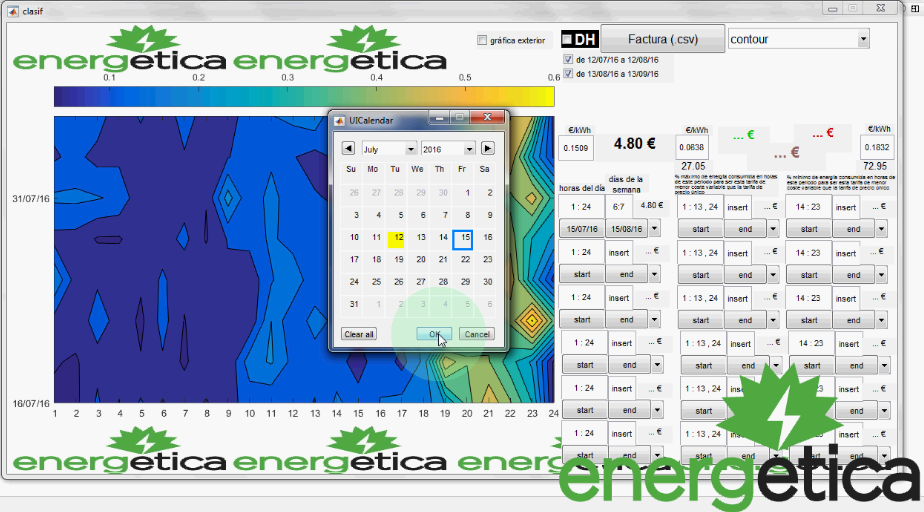 clasif
energetica energetica
gráfica exterior
DH
Factura (.csv)
contour
de 12/07/16 a 12/08/16
de 13/08/16 a 13/09/16
0.1 0.2 0.3 0.4 0.5 0.6
31/07/16
16/07/16
1 2 3 4 5 6 7 8 9 10 11 12 13 14 15 16 17 18 19 20 21 22 23 24
UICalendar
July 2016
Su Mo Tu We Th Fr Sa
26 27 28 29 30 1 2
3 4 5 6 7 8 9
10 11 12 13 14 15 16
17 18 19 20 21 22 23
24 25 26 27 28 29 30
31 1 2 3 4 5 6
Clear all OK Cancel
€/kWh €/kWh €/kWh
0.1509 4.80 € 0.0838 ... € ... € 0.1832
... €
27.05 72.95
% máximo de energía consumida en horas de este periodo para ser esta tarifa de menor coste variable que la tarifa de precio único
% mínimo de energía consumida en horas de este periodo para ser esta tarifa de menor coste variable que la tarifa de precio único
horas del día
días de la semana
1 : 24 6:7 4.80 € 1 : 13 , 24 insert ... € 14 : 23 insert ... €
15/07/16 15/08/16 start end start end
1 : 24 insert ... € 1 : 13 , 24 insert ... € 14 : 23 insert ... €
start end start end start end
1 : 24 insert ... € 1 : 13 , 24 insert ... € 14 : 23 insert ... €
start end start end start end
1 : 24 insert ... € 1 : 13 , 24 insert ... € 14 : 23 insert ... €
start end start end start end
1 : 24 insert ... € 1 : 13 , 24
start end start
1 : 24 insert ... € 1 : 13 , 24
start end start
1 : 24 insert ... € 1 : 13 , 24
start end
energetica energetica energetica
energetica